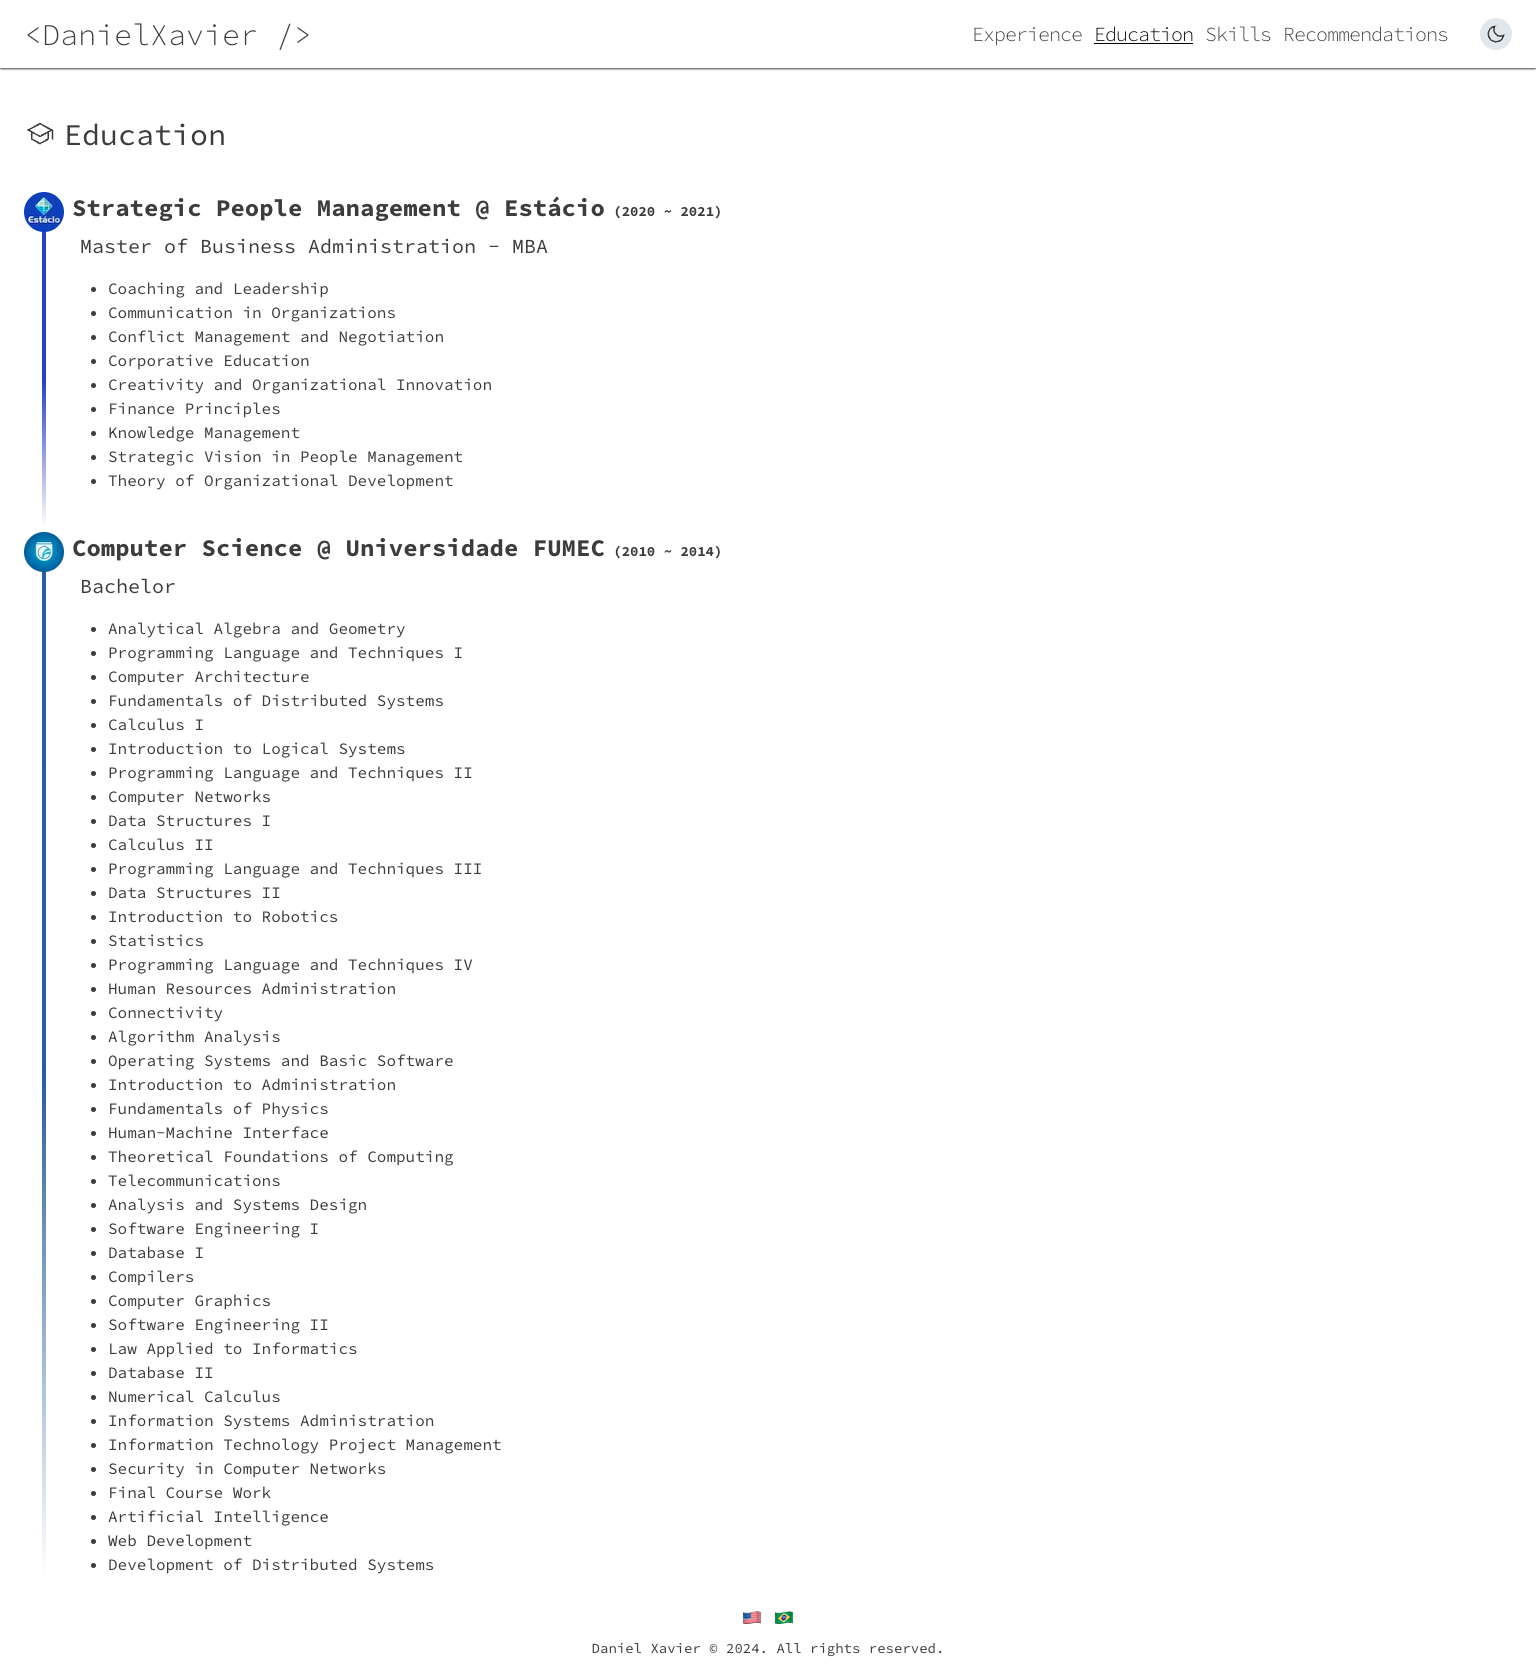 <DanielXavier />
Experience Education Skills Recommendations
Education
Estácio
Strategic People Management @ Estácio (2020 ~ 2021)
Master of Business Administration - MBA
• Coaching and Leadership
• Communication in Organizations
• Conflict Management and Negotiation
• Corporative Education
• Creativity and Organizational Innovation
• Finance Principles
• Knowledge Management
• Strategic Vision in People Management
• Theory of Organizational Development
Computer Science @ Universidade FUMEC (2010 ~ 2014)
Bachelor
• Analytical Algebra and Geometry
• Programming Language and Techniques I
• Computer Architecture
• Fundamentals of Distributed Systems
• Calculus I
• Introduction to Logical Systems
• Programming Language and Techniques II
• Computer Networks
• Data Structures I
• Calculus II
• Programming Language and Techniques III
• Data Structures II
• Introduction to Robotics
• Statistics
• Programming Language and Techniques IV
• Human Resources Administration
• Connectivity
• Algorithm Analysis
• Operating Systems and Basic Software
• Introduction to Administration
• Fundamentals of Physics
• Human-Machine Interface
• Theoretical Foundations of Computing
• Telecommunications
• Analysis and Systems Design
• Software Engineering I
• Database I
• Compilers
• Computer Graphics
• Software Engineering II
• Law Applied to Informatics
• Database II
• Numerical Calculus
• Information Systems Administration
• Information Technology Project Management
• Security in Computer Networks
• Final Course Work
• Artificial Intelligence
• Web Development
• Development of Distributed Systems
Daniel Xavier © 2024. All rights reserved.